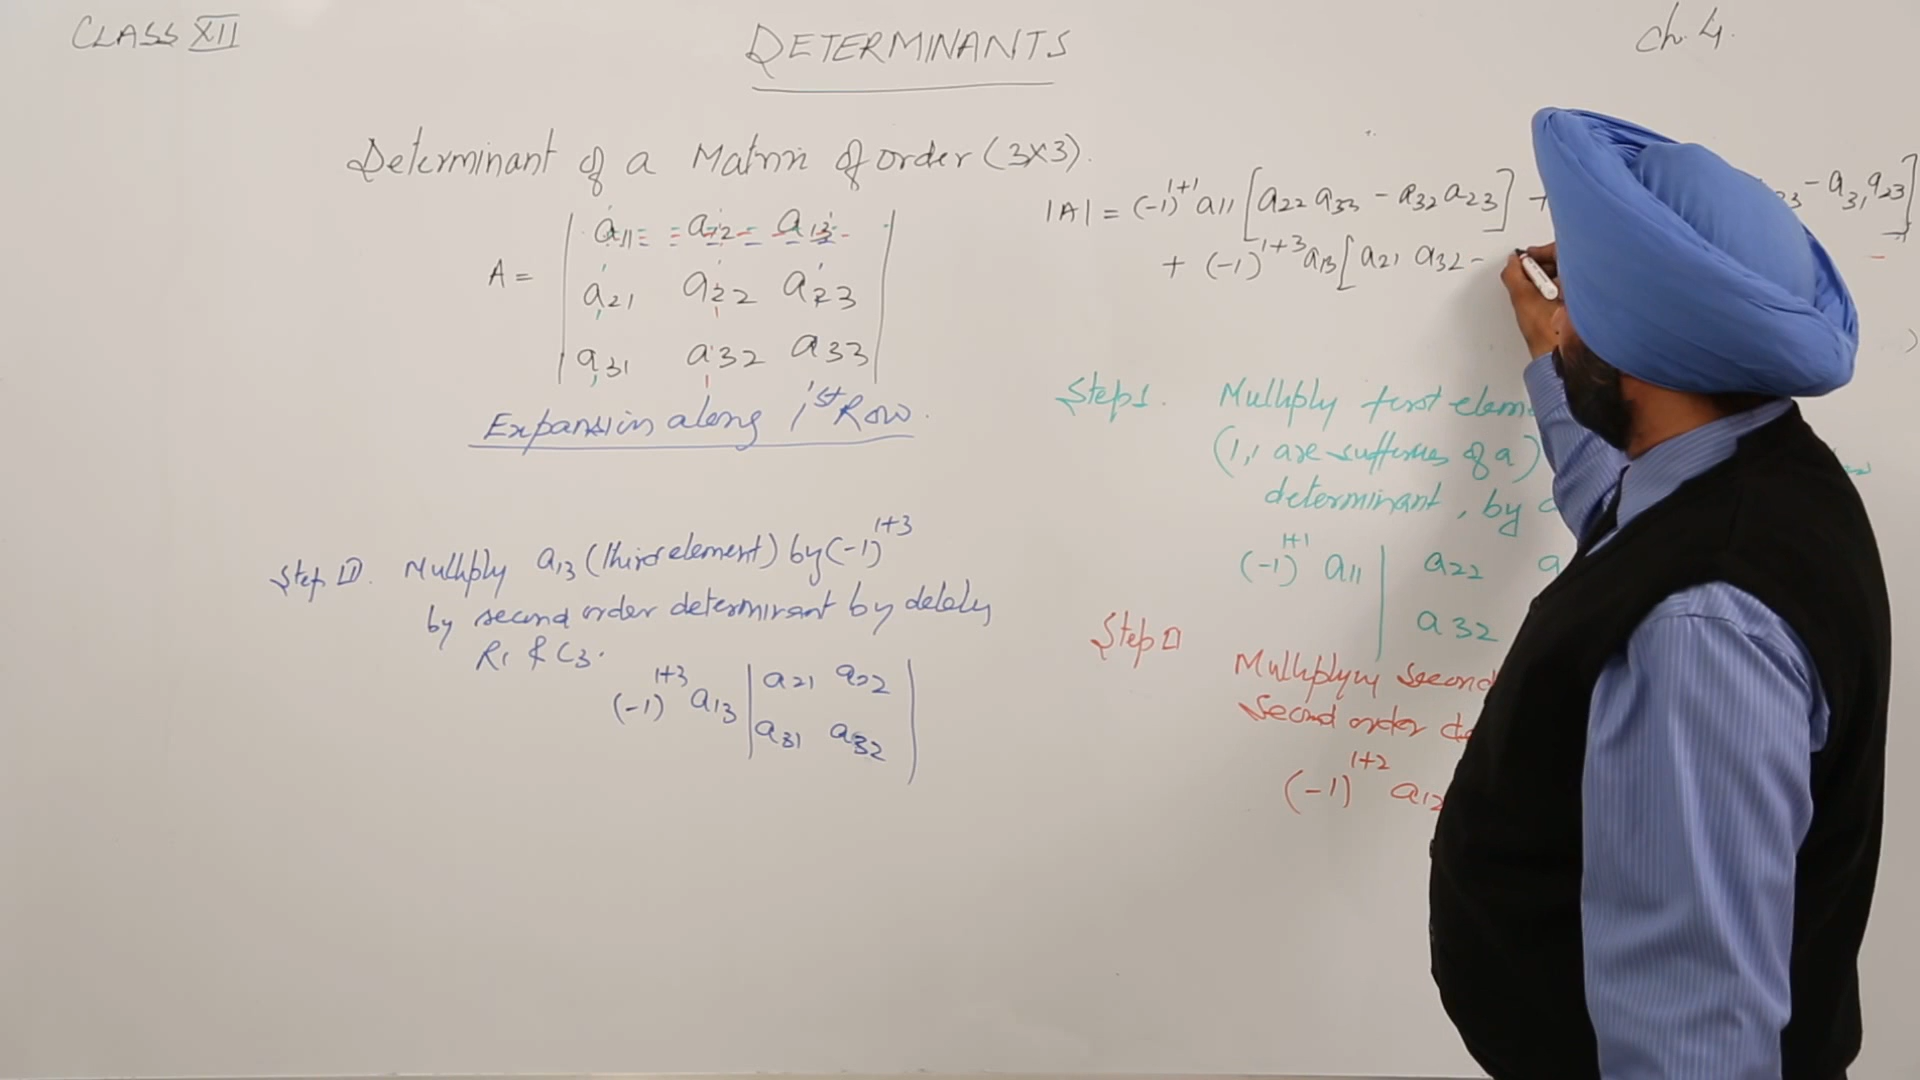 CLASS XII
DETERMINANTS
Ch. 4.
Determinant of a Matrix of order (3×3).
A =
a11 a12 a13
a21 a22 a23
a31 a32 a33
Expansion along 1st Row.
Step III. Multiply a13 (third element) by (-1)^1+3
by second order determinant by delely
R1 & C3.
(-1)^1+3 a13 | a21 a22 |
a31 a32
|A| = (-1)^1+1 a11 [a22 a33 - a32 a23] + - a31 a23]
+ (-1)^1+3 a13 [a21 a32 -
Step 1. Multiply first
(1,1 are suffixes of a)
determinant, by
(-1)^1+1 a11 | a22 a
a32
Step II
Multiplying Second
Second order
(-1)^1+2 a12